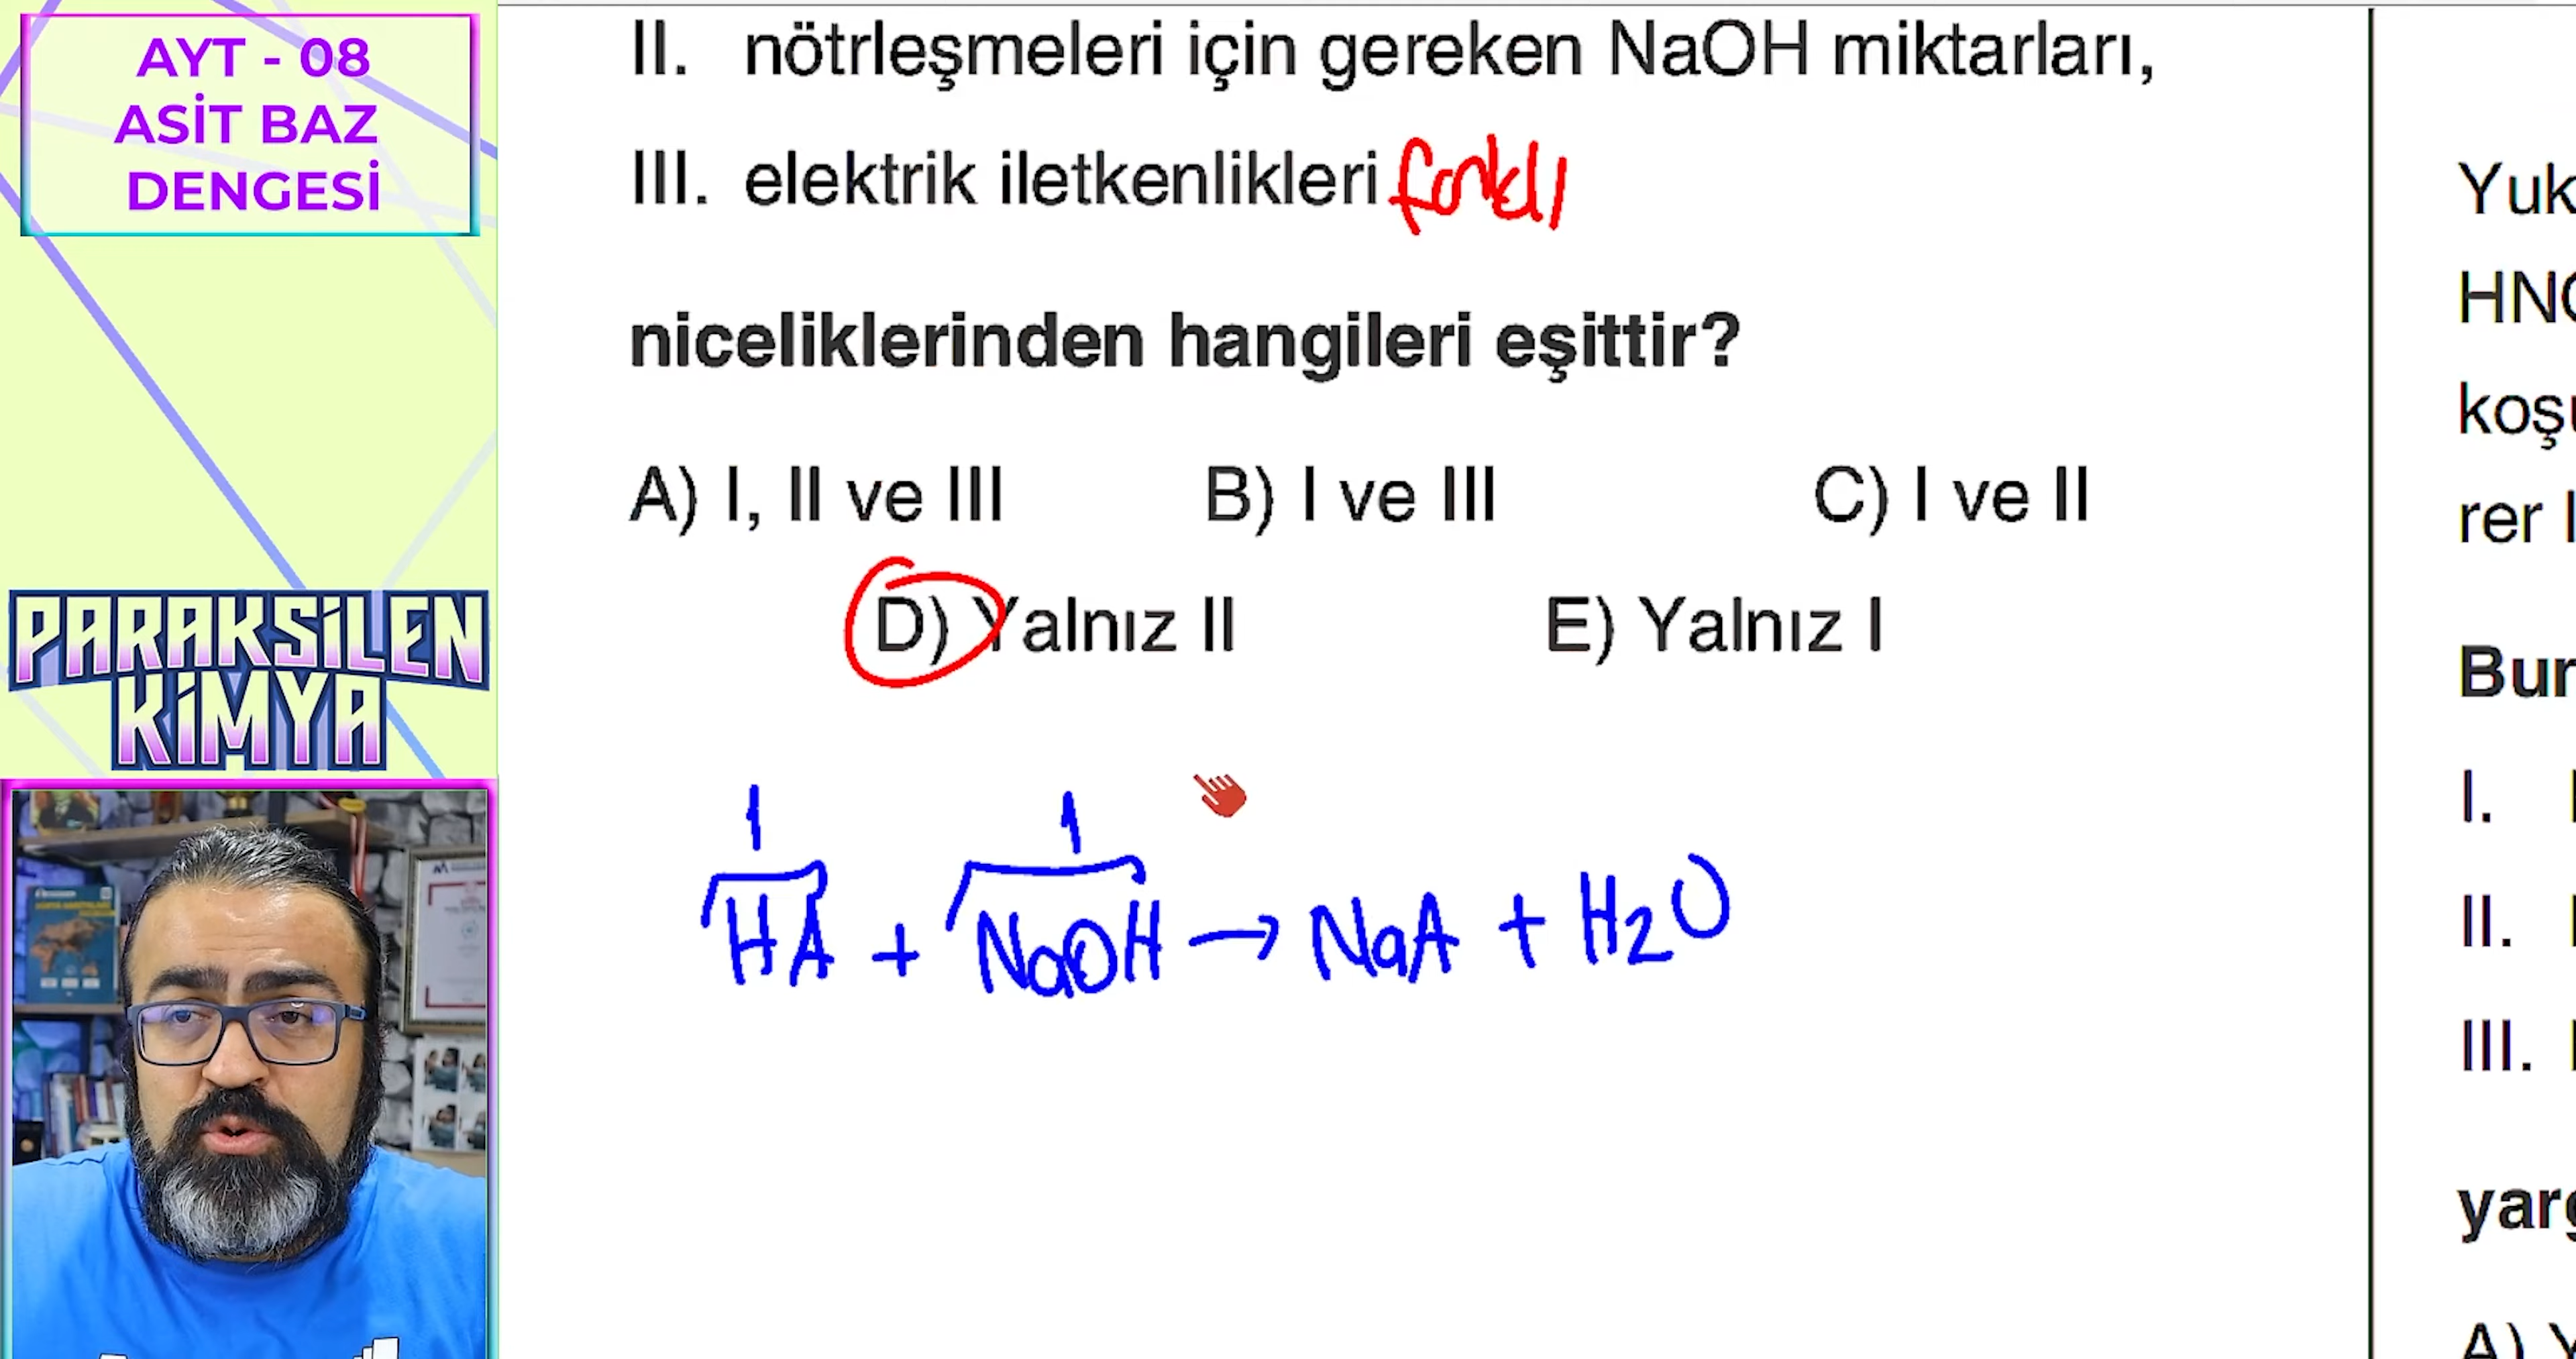 AYT - 08
ASİT BAZ
DENGESİ
PARAKSİLEN
KİMYA
II. nötrleşmeleri için gereken NaOH miktarları,
III. elektrik iletkenlikleri farklı
niceliklerinden hangileri eşittir?
A) I, II ve III B) I ve III C) I ve II
D) Yalnız II E) Yalnız I
1 1
HA + NaOH → NaA + H2O
Yuk
HNO
koşu
rer
Bun
I.
II.
III.
yarg
A) Y